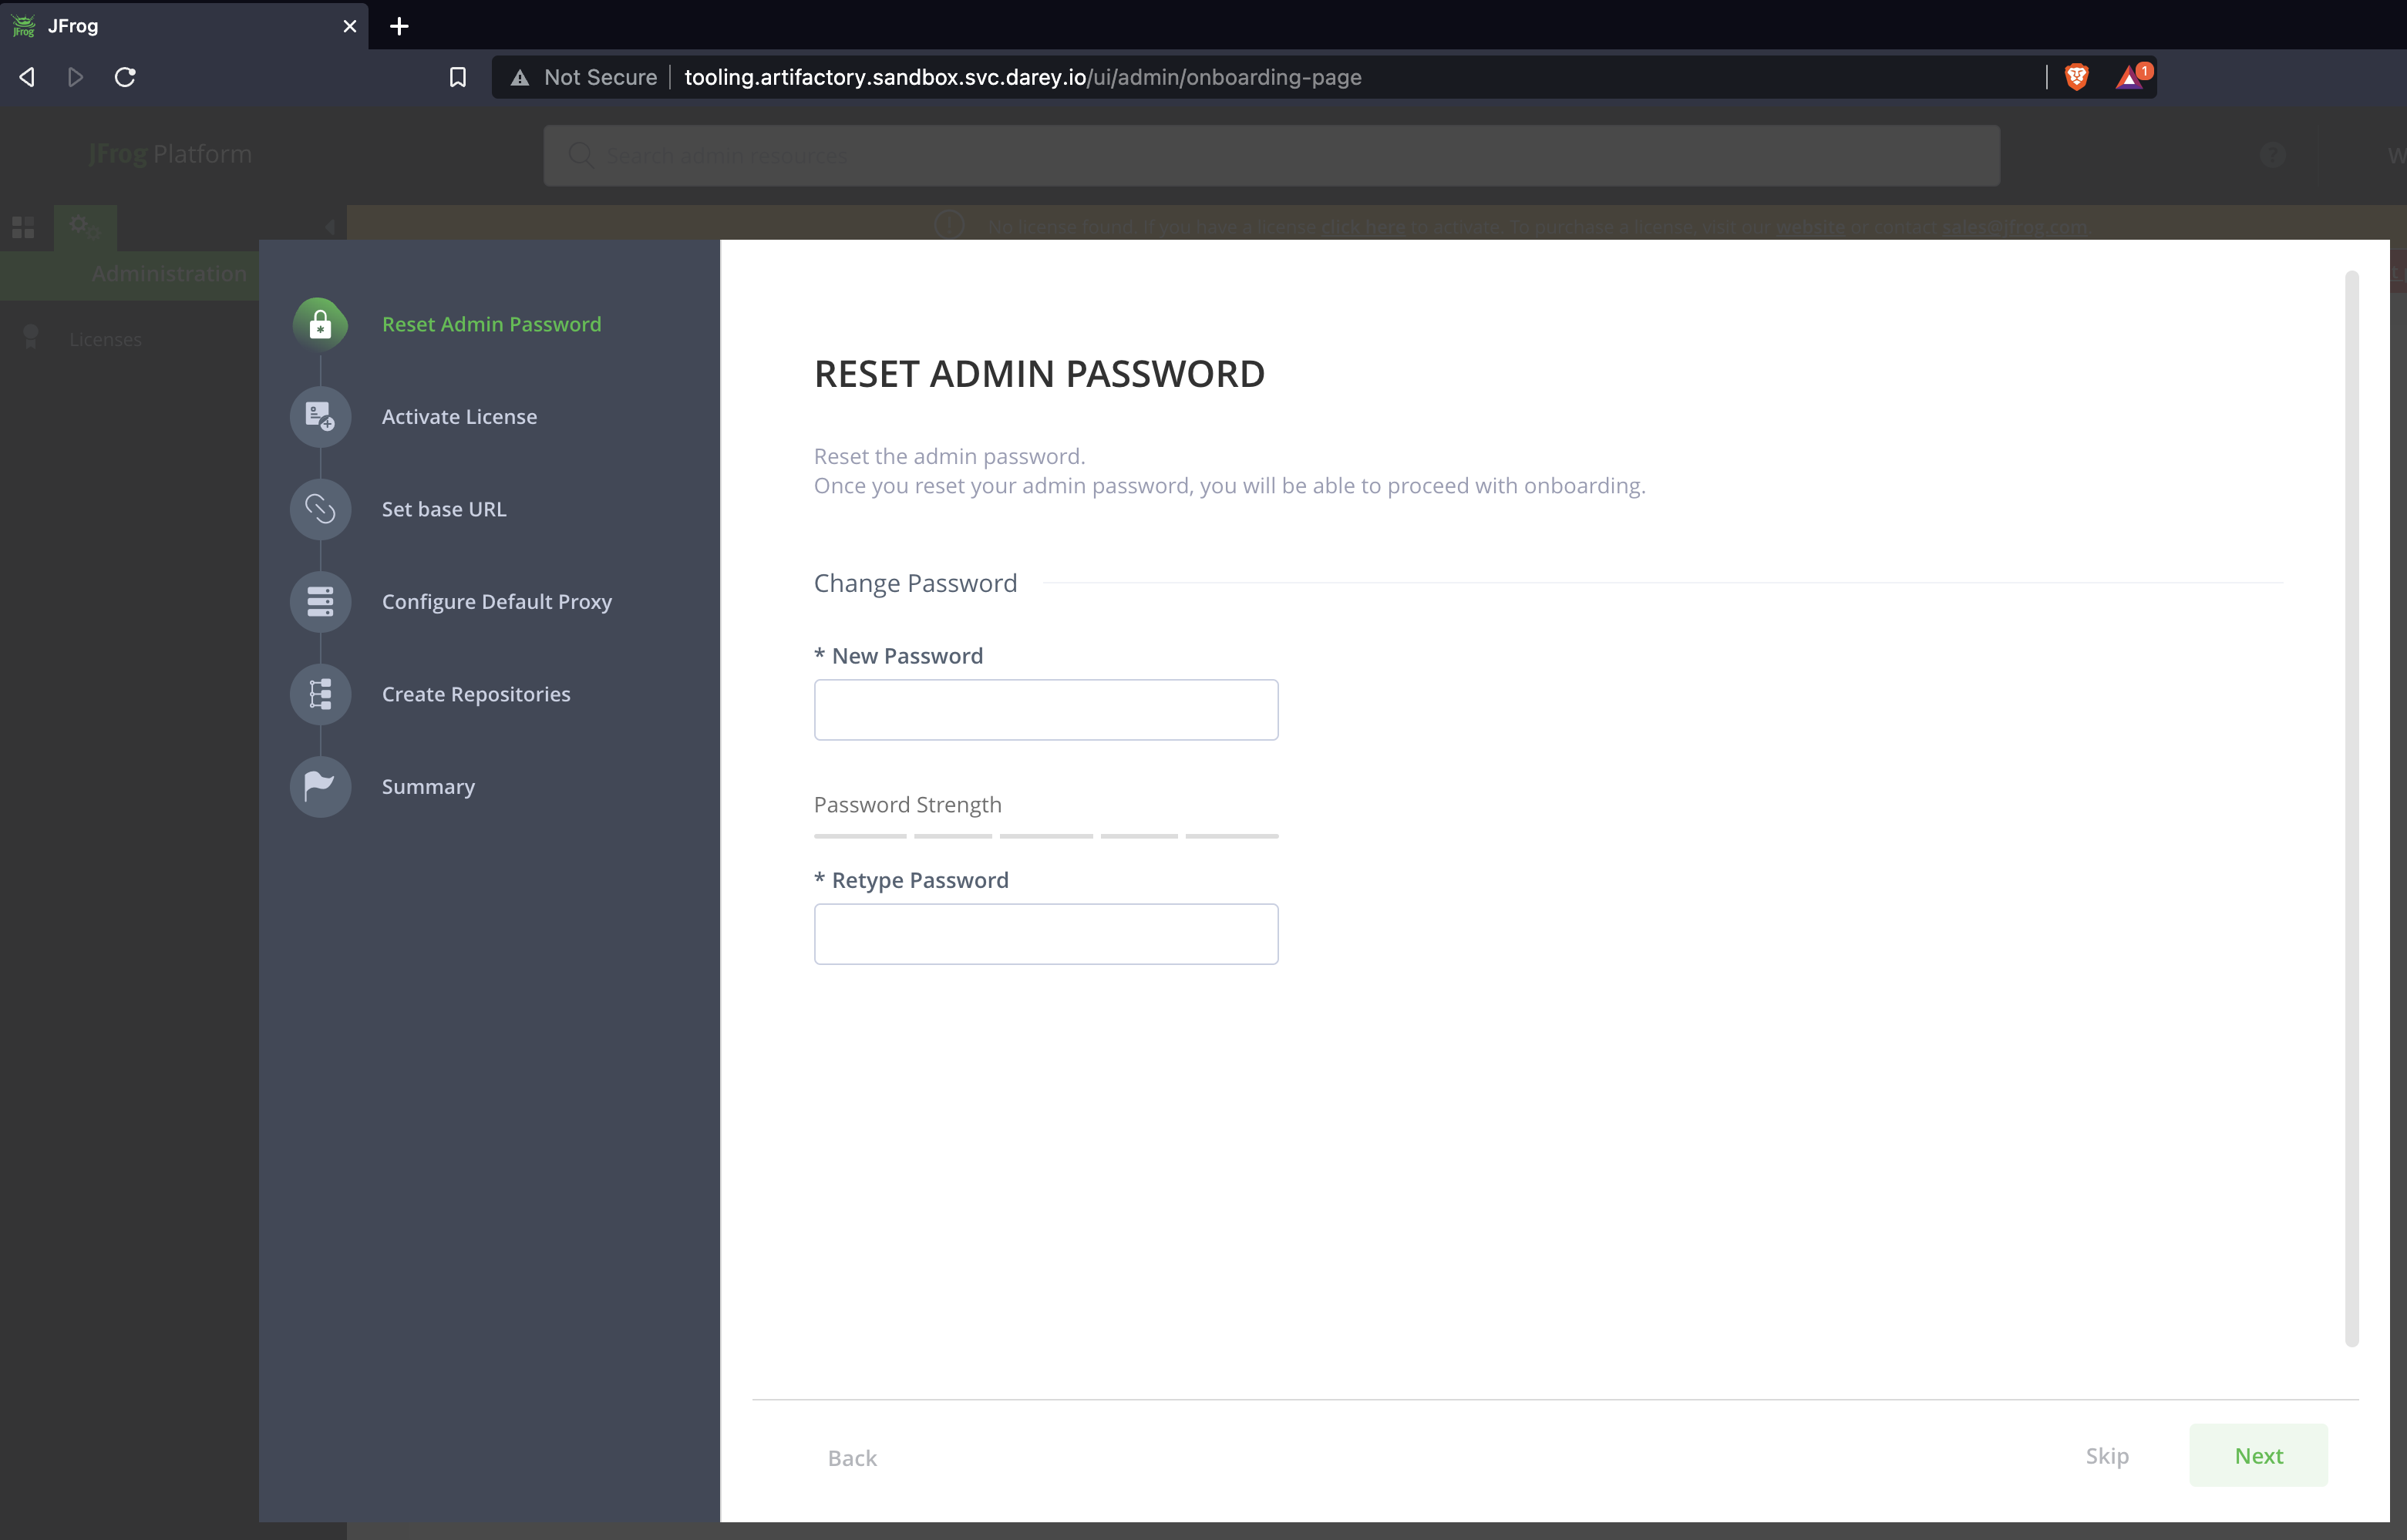 JFrog
Not Secure
tooling.artifactory.sandbox.svc.darey.io/ui/admin/onboarding-page
1
JFrog Platform
Search admin resources
No license found. If you have a license click here to activate. To purchase a license, visit our website or contact sales@jfrog.com
Administration
Licenses
Reset Admin Password
Activate License
Set base URL
Configure Default Proxy
Create Repositories
Summary
RESET ADMIN PASSWORD
Reset the admin password.
Once you reset your admin password, you will be able to proceed with onboarding.
Change Password
* New Password
Password Strength
* Retype Password
Back
Skip
Next